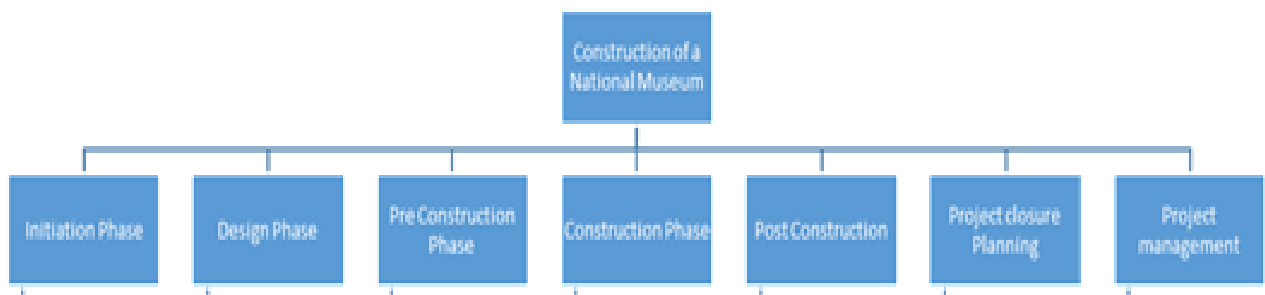 Construction of a
National Museum
Initiation Phase
Design Phase
Pre Construction
Phase
Construction Phase
Post Construction
Project closure
Planning
Project
management